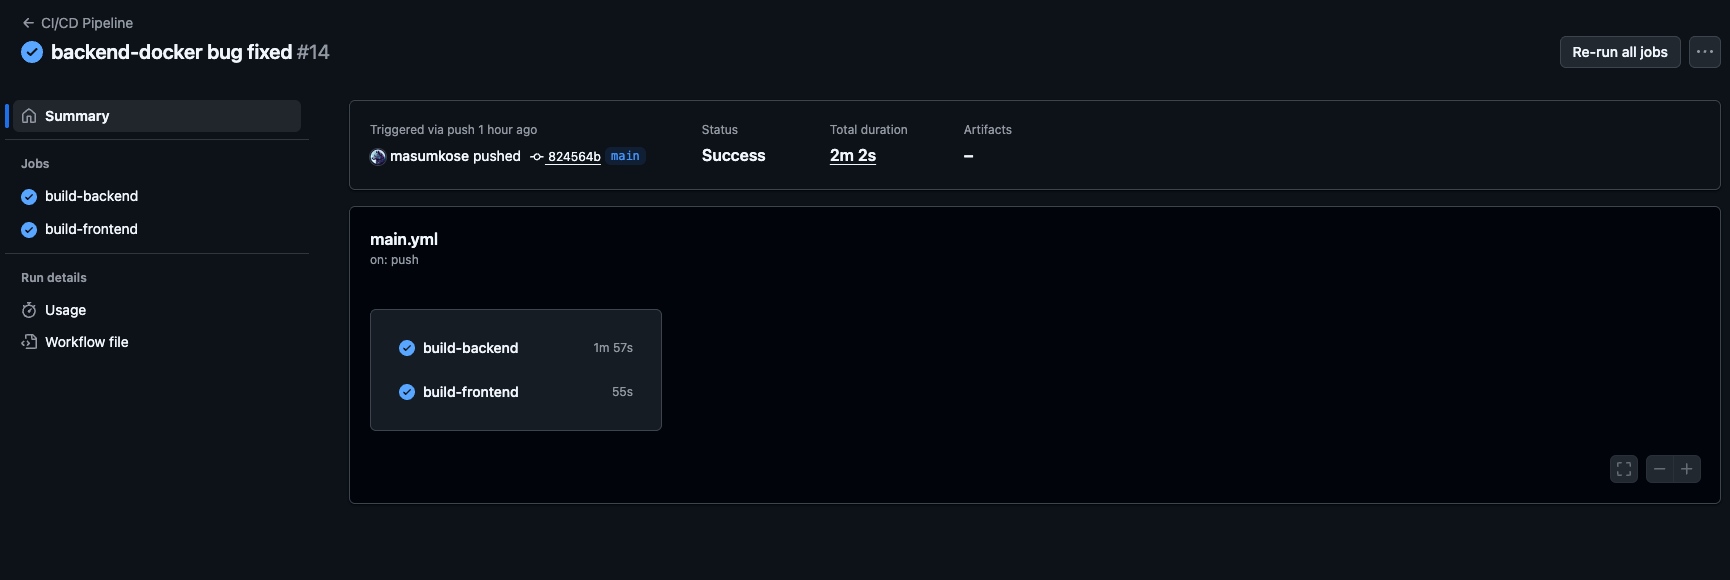 CI/CD Pipeline
backend-docker bug fixed #14
Re-run all jobs
Summary
Jobs
build-backend
build-frontend
Run details
Usage
Workflow file
Triggered via push 1 hour ago
masumkose pushed 824564b main
Status
Success
Total duration
2m 2s
Artifacts
–
main.yml
on: push
build-backend 1m 57s
build-frontend 55s